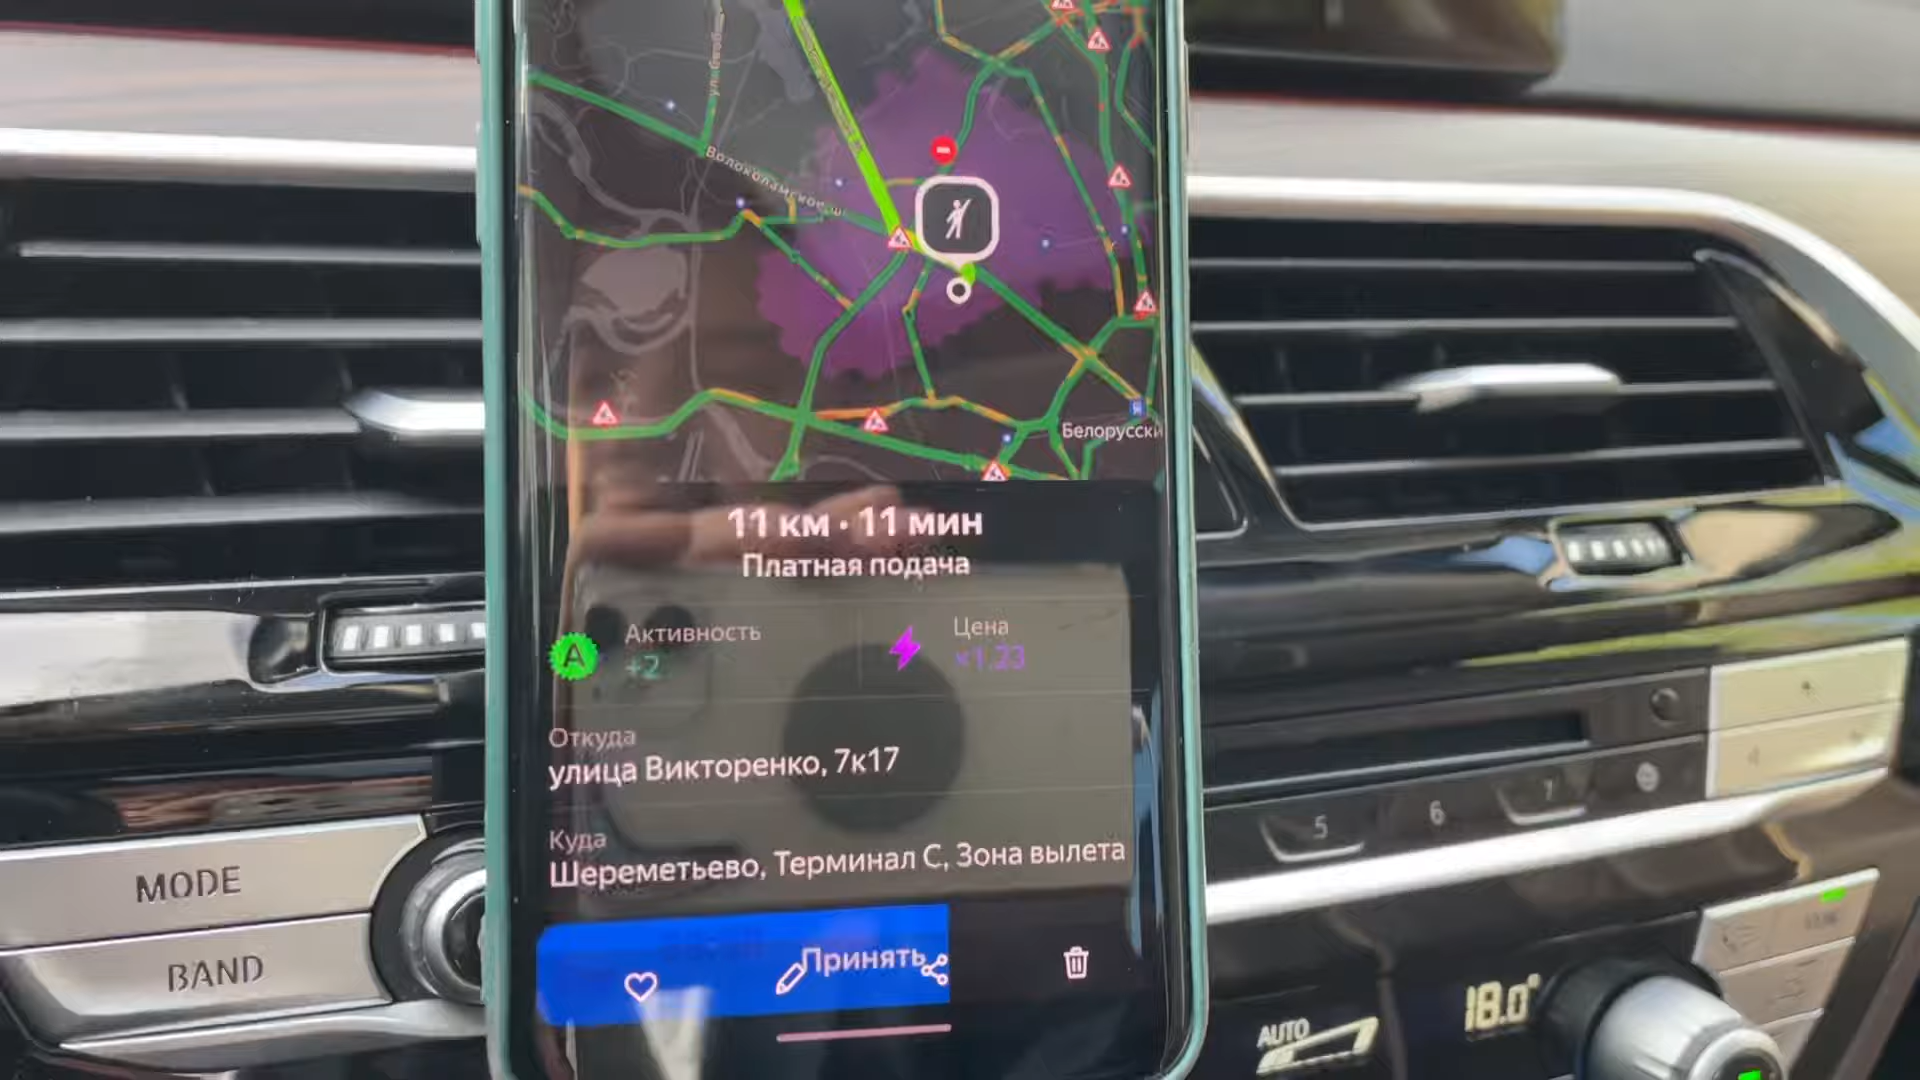 Волоколамское ш
Белорусски
11 км · 11 мин
Платная подача
A
Активность
+2
Цена
×1.23
Откуда
улица Викторенко, 7к17
Куда
Шереметьево, Терминал C, Зона вылета
Принять
MODE
BAND
5
6
7
AUTO
18.0°